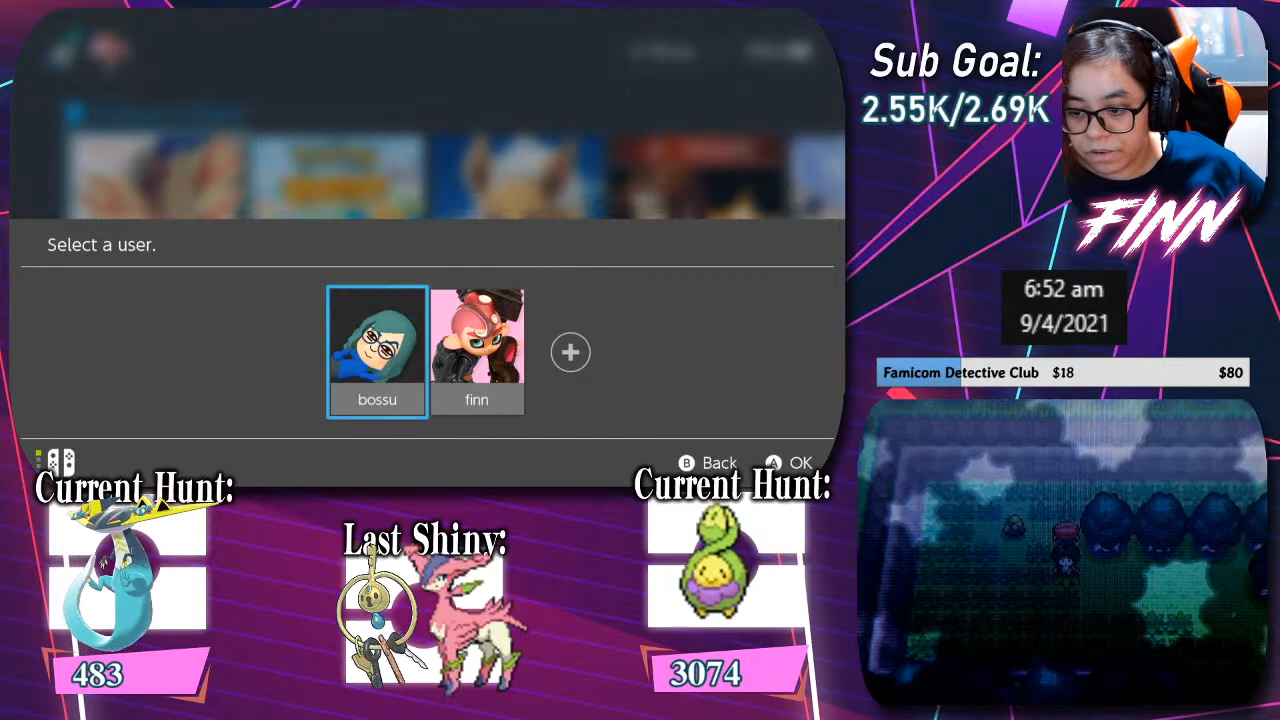 Sub Goal:
2.55K/2.69K
FINN
Select a user.
bossu
finn
6:52 am
9/4/2021
Famicom Detective Club $18 $80
B Back A OK
Current Hunt:
483
Last Shiny:
Current Hunt:
3074